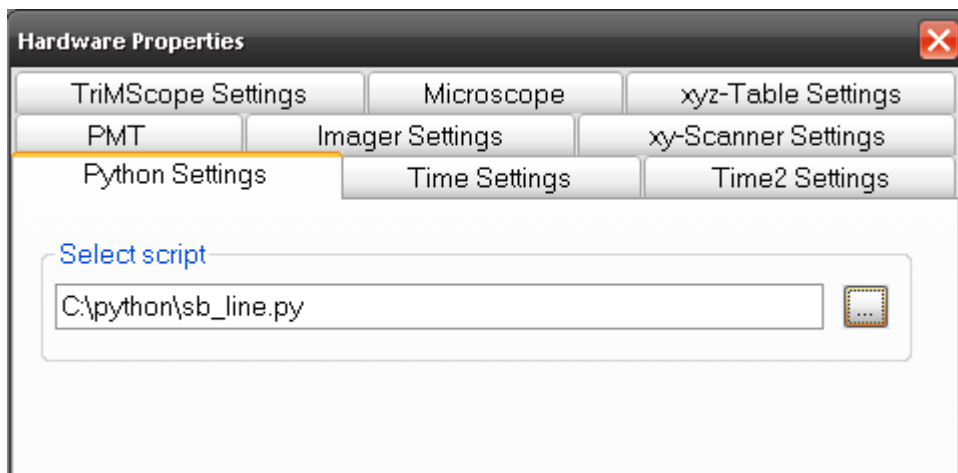 Hardware Properties
TriMScope Settings Microscope xyz-Table Settings
PMT Imager Settings xy-Scanner Settings
Python Settings Time Settings Time2 Settings
Select script
C:\python\sb_line.py ...